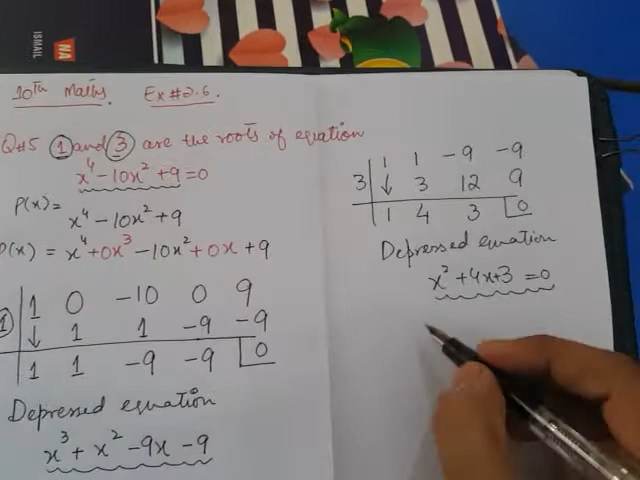 ISMAIL
NA
10TH Maths. Ex#2.6.
Q#5 1 and 3 are the roots of equation
x⁴-10x²+9=0
P(x)=
x⁴-10x²+9
P(x) = x⁴+0x³-10x²+0x+9
1 | 1 0 -10 0 9
↓ 1 1 -9 -9
1 1 -9 -9 0
Depressed equation
x³+x²-9x-9
1 1 -9 -9
3 | ↓ 3 12 9
1 4 3 0
Depressed equation
x²+4x+3=0